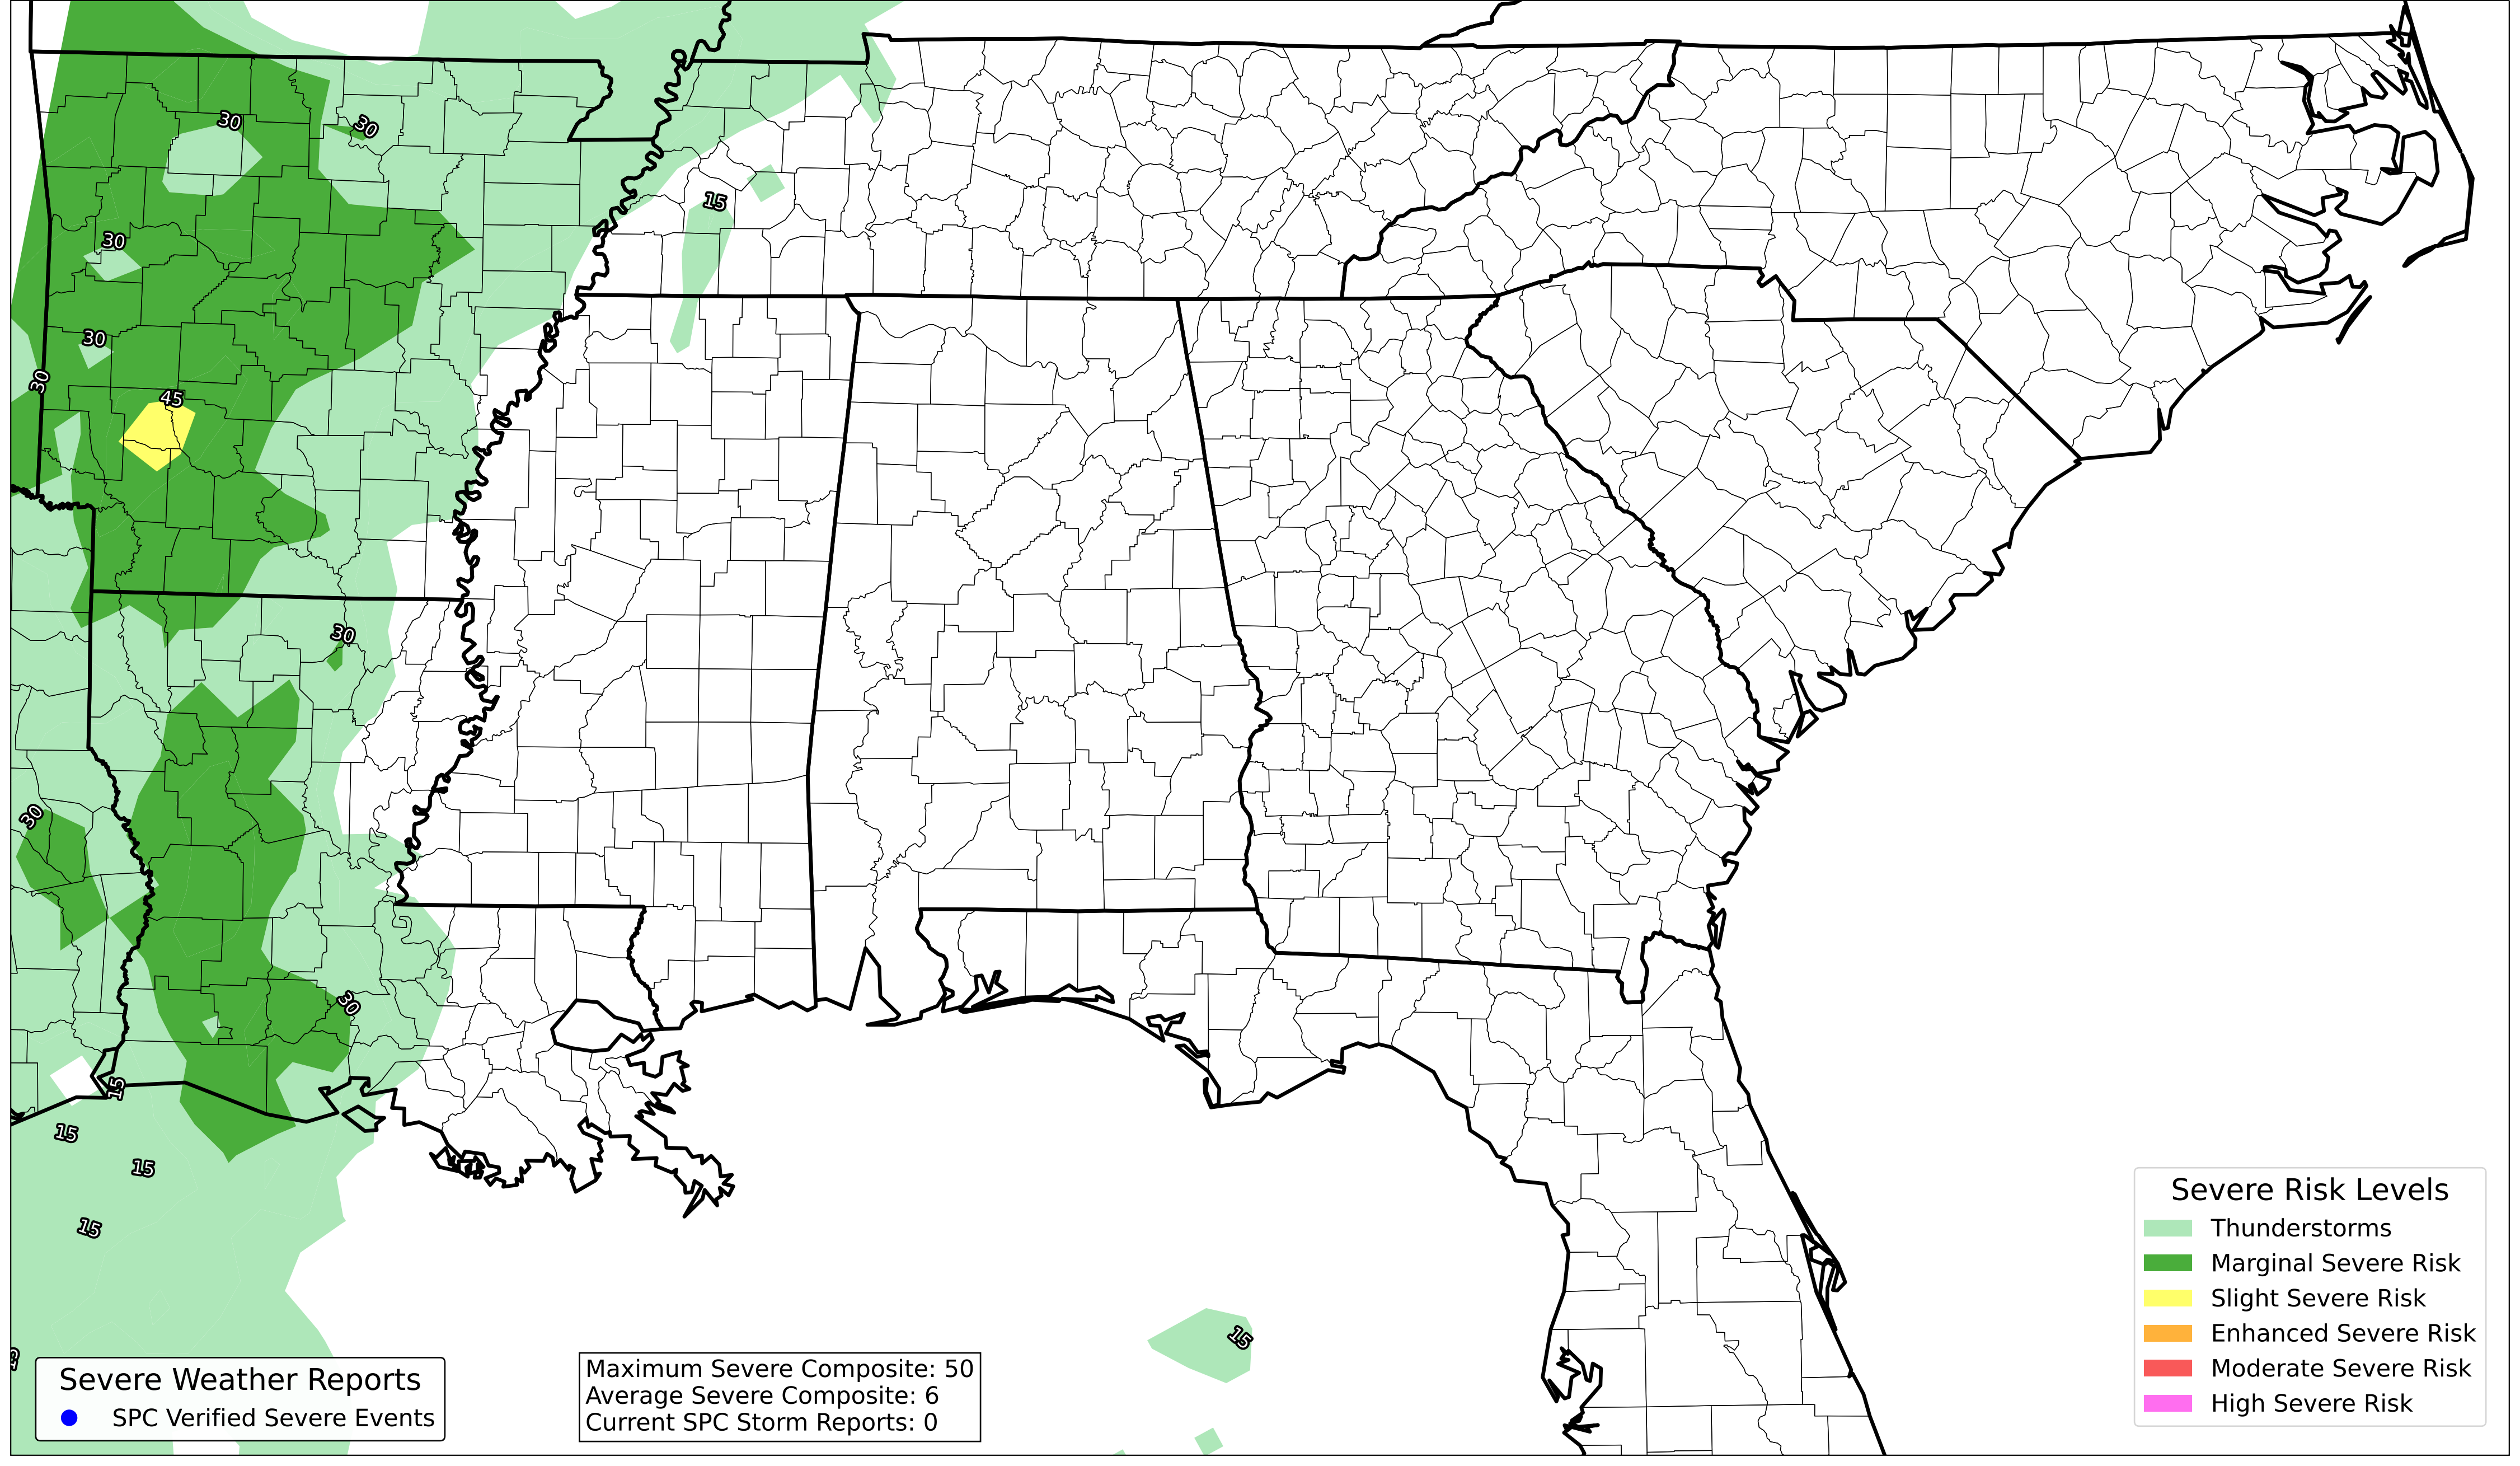 30
30
15
30
30
30
45
30
30
30
15
15
15
15
15
Severe Risk Levels
Thunderstorms
Marginal Severe Risk
Slight Severe Risk
Enhanced Severe Risk
Moderate Severe Risk
High Severe Risk
Severe Weather Reports
SPC Verified Severe Events
Maximum Severe Composite: 50
Average Severe Composite: 6
Current SPC Storm Reports: 0